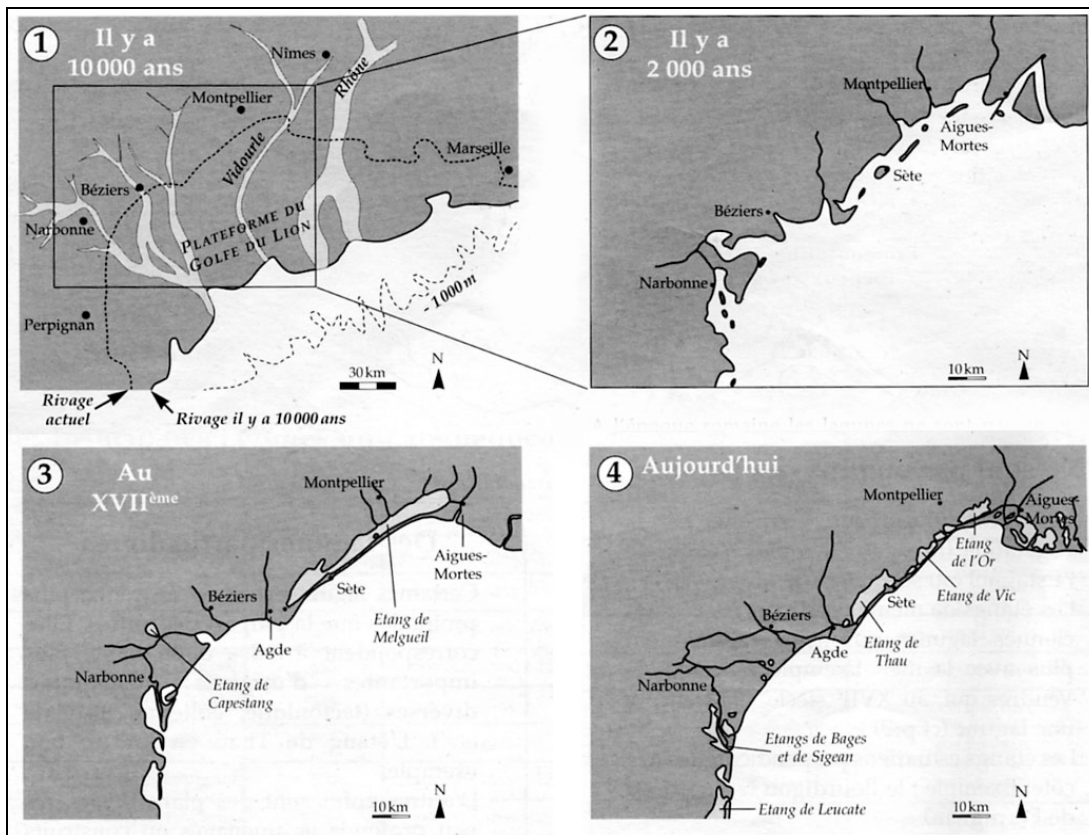 1
Il y a
10 000 ans
Nîmes
Rhône
Montpellier
Vidourle
Marseille
Béziers
PLATEFORME DU
GOLFE DU LION
Narbonne
1 000 m
Perpignan
30 km
N
Rivage
actuel
Rivage il y a 10 000 ans
2
Il y a
2 000 ans
Montpellier
Aigues-
Mortes
Sète
Béziers
Narbonne
10 km
N
3
Au
XVIIème
Montpellier
Aigues-
Mortes
Sète
Béziers
Etang de
Melgueil
Agde
Narbonne
Etang de
Capestang
10 km
N
4
Aujourd'hui
Montpellier
Aigues-
Mortes
Etang
de l'Or
Etang de Vic
Sète
Béziers
Agde
Etang de
Thau
Narbonne
Etangs de Bages
et de Sigean
Etang de Leucate
10 km
N